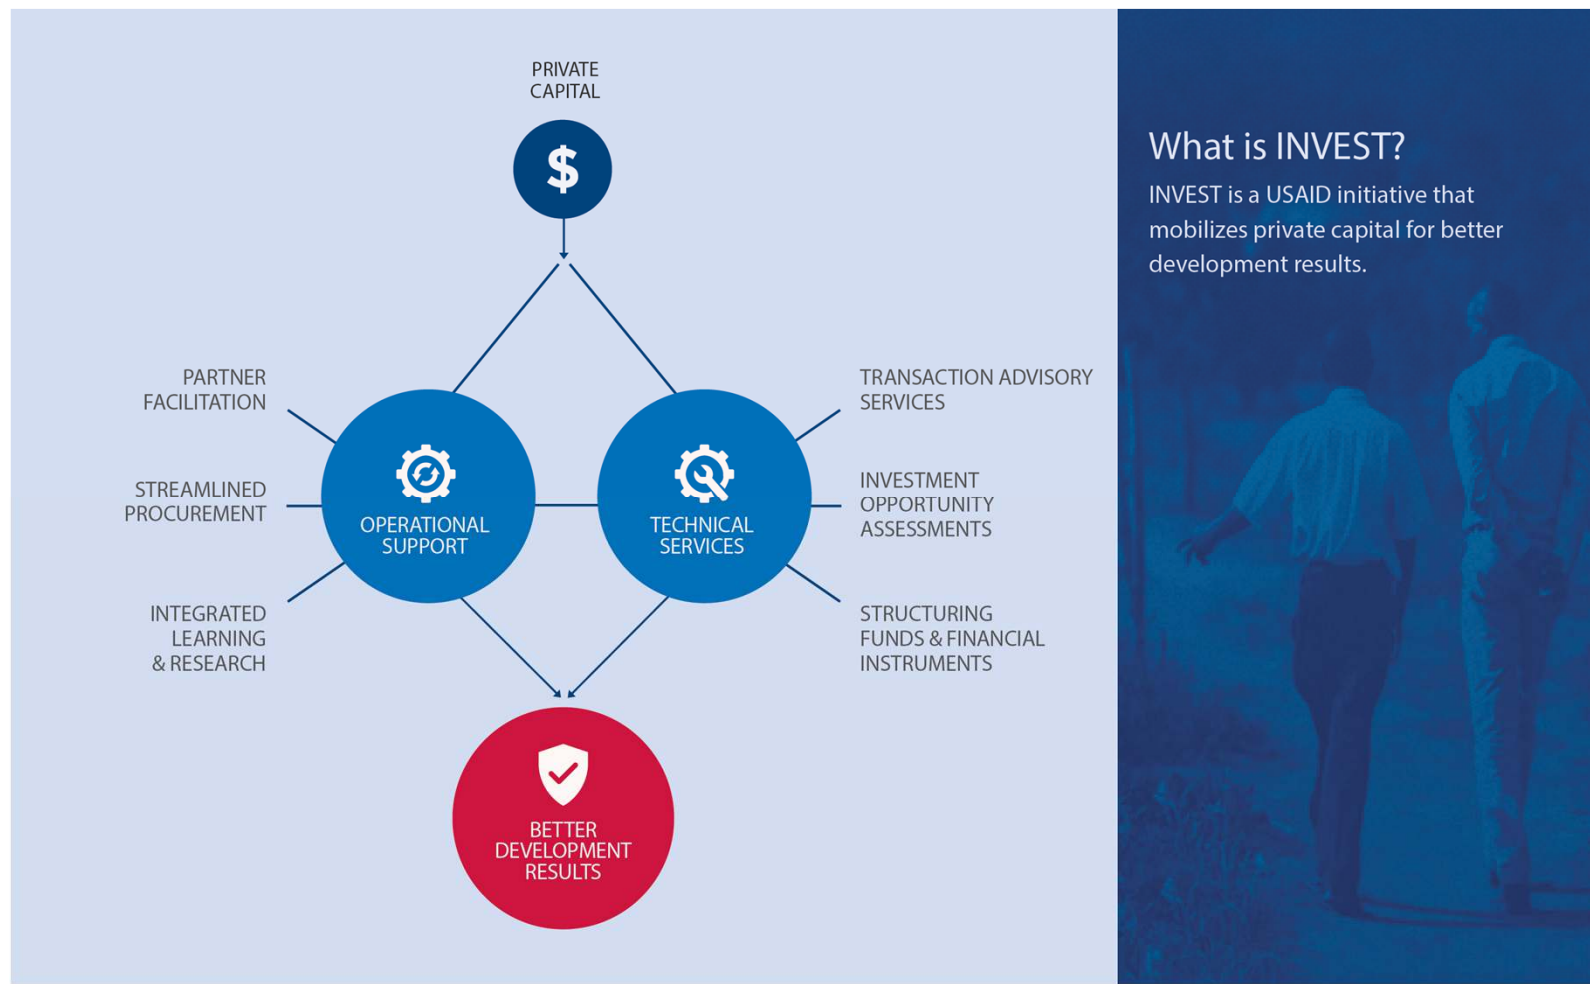 PRIVATE
CAPITAL
$
PARTNER
FACILITATION
STREAMLINED
PROCUREMENT
INTEGRATED
LEARNING
& RESEARCH
OPERATIONAL
SUPPORT
TECHNICAL
SERVICES
TRANSACTION ADVISORY
SERVICES
INVESTMENT
OPPORTUNITY
ASSESSMENTS
STRUCTURING
FUNDS & FINANCIAL
INSTRUMENTS
BETTER
DEVELOPMENT
RESULTS
What is INVEST?
INVEST is a USAID initiative that
mobilizes private capital for better
development results.